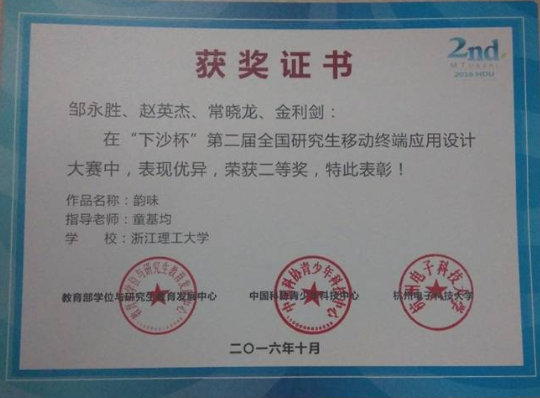 2nd
2016 HDU
获奖证书
邹永胜、赵英杰、常晓龙、金利剑：
在“下沙杯”第二届全国研究生移动终端应用设计
大赛中，表现优异，荣获二等奖，特此表彰！
作品名称：韵味
指导老师：童基均
学 校：浙江理工大学
教育部学位与研究生教育发展中心 中国科协青少年科技中心 杭州电子科技大学
二〇一六年十月